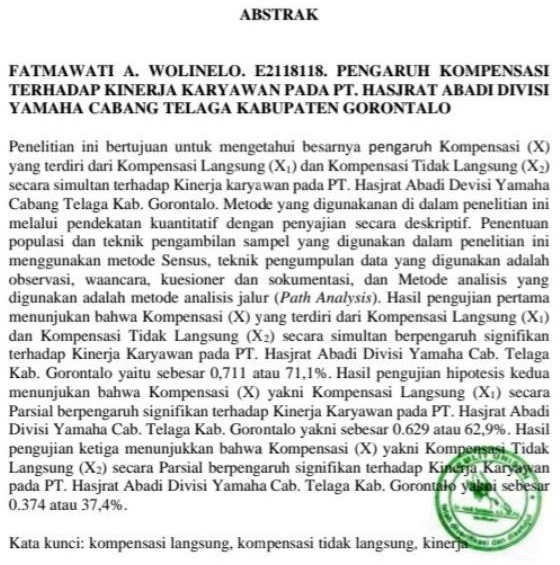 ABSTRAK
FATMAWATI A. WOLINELO. E2118118. PENGARUH KOMPENSASI
TERHADAP KINERJA KARYAWAN PADA PT. HASJRAT ABADI DIVISI
YAMAHA CABANG TELAGA KABUPATEN GORONTALO
Penelitian ini bertujuan untuk mengetahui besarnya pengaruh Kompensasi (X)
yang terdiri dari Kompensasi Langsung (X₁) dan Kompensasi Tidak Langsung (X₂)
secara simultan terhadap Kinerja karyawan pada PT. Hasjrat Abadi Devisi Yamaha
Cabang Telaga Kab. Gorontalo. Metode yang digunakanan di dalam penelitian ini
melalui pendekatan kuantitatif dengan penyajian secara deskriptif. Penentuan
populasi dan teknik pengambilan sampel yang digunakan dalam penelitian ini
menggunakan metode Sensus, teknik pengumpulan data yang digunakan adalah
observasi, waancara, kuesioner dan sokumentasi, dan Metode analisis yang
digunakan adalah metode analisis jalur (Path Analysis). Hasil pengujian pertama
menunjukan bahwa Kompensasi (X) yang terdiri dari Kompensasi Langsung (X₁)
dan Kompensasi Tidak Langsung (X₂) secara simultan berpengaruh signifikan
terhadap Kinerja Karyawan pada PT. Hasjrat Abadi Divisi Yamaha Cab. Telaga
Kab. Gorontalo yaitu sebesar 0,711 atau 71,1%. Hasil pengujian hipotesis kedua
menunjukan bahwa Kompensasi (X) yakni Kompensasi Langsung (X₁) secara
Parsial berpengaruh signifikan terhadap Kinerja Karyawan pada PT. Hasjrat Abadi
Divisi Yamaha Cab. Telaga Kab. Gorontalo yakni sebesar 0.629 atau 62,9%. Hasil
pengujian ketiga menunjukkan bahwa Kompensasi (X) yakni Kompensasi Tidak
Langsung (X₂) secara Parsial berpengaruh signifikan terhadap Kinerja Karyawan
pada PT. Hasjrat Abadi Divisi Yamaha Cab. Telaga Kab. Gorontalo yakni sebesar
0.374 atau 37,4%.
Kata kunci: kompensasi langsung, kompensasi tidak langsung, kinerja